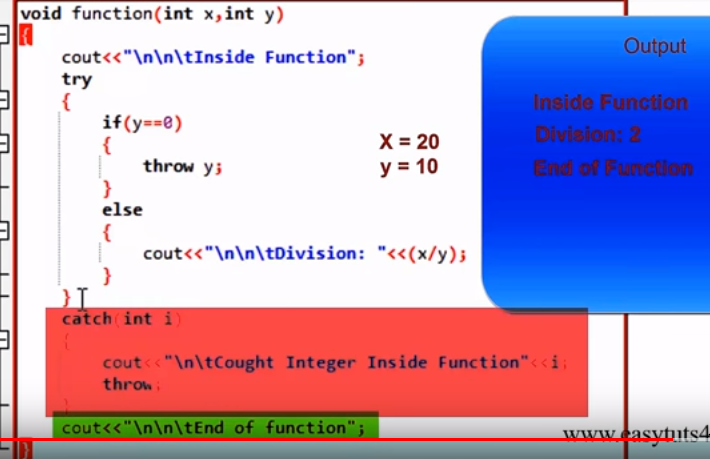 void function(int x,int y)
{
cout<<"\n\n\tInside Function";
try
{
if(y==0)
{
throw y;
}
else
{
cout<<"\n\n\tDivision: "<<(x/y);
}
}
catch(int i)
{
cout<<"\n\tCought Integer Inside Function"<<i;
throw;
}
cout<<"\n\n\tEnd of function";
}
X = 20
y = 10
Output
Inside Function
Division: 2
End of Function
www.easytuts4